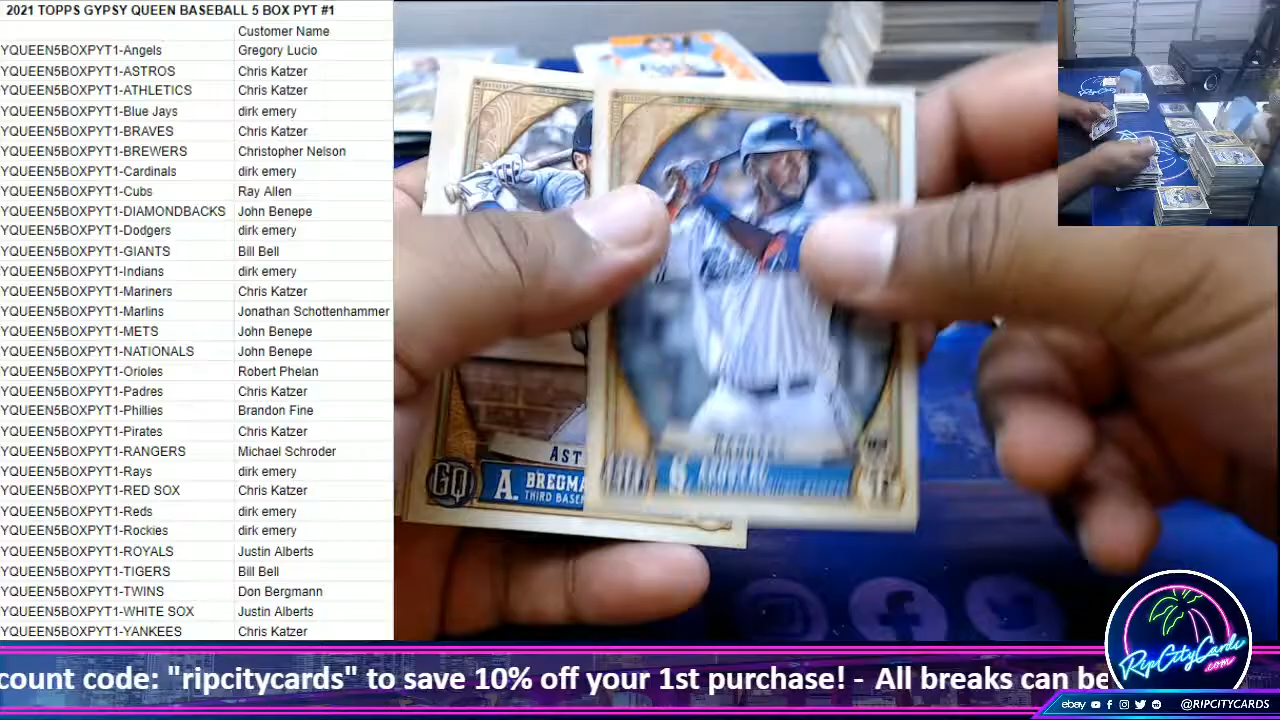 2021 TOPPS GYPSY QUEEN BASEBALL 5 BOX PYT #1
Customer Name
YQUEEN5BOXPYT1-Angels Gregory Lucio
YQUEEN5BOXPYT1-ASTROS Chris Katzer
YQUEEN5BOXPYT1-ATHLETICS Chris Katzer
YQUEEN5BOXPYT1-Blue Jays dirk emery
YQUEEN5BOXPYT1-BRAVES Chris Katzer
YQUEEN5BOXPYT1-BREWERS Christopher Nelson
YQUEEN5BOXPYT1-Cardinals dirk emery
YQUEEN5BOXPYT1-Cubs Ray Allen
YQUEEN5BOXPYT1-DIAMONDBACKS John Benepe
YQUEEN5BOXPYT1-Dodgers dirk emery
YQUEEN5BOXPYT1-GIANTS Bill Bell
YQUEEN5BOXPYT1-Indians dirk emery
YQUEEN5BOXPYT1-Mariners Chris Katzer
YQUEEN5BOXPYT1-Marlins Jonathan Schottenhammer
YQUEEN5BOXPYT1-METS John Benepe
YQUEEN5BOXPYT1-NATIONALS John Benepe
YQUEEN5BOXPYT1-Orioles Robert Phelan
YQUEEN5BOXPYT1-Padres Chris Katzer
YQUEEN5BOXPYT1-Phillies Brandon Fine
YQUEEN5BOXPYT1-Pirates Chris Katzer
YQUEEN5BOXPYT1-RANGERS Michael Schroder
YQUEEN5BOXPYT1-Rays dirk emery
YQUEEN5BOXPYT1-RED SOX Chris Katzer
YQUEEN5BOXPYT1-Reds dirk emery
YQUEEN5BOXPYT1-Rockies dirk emery
YQUEEN5BOXPYT1-ROYALS Justin Alberts
YQUEEN5BOXPYT1-TIGERS Bill Bell
YQUEEN5BOXPYT1-TWINS Don Bergmann
YQUEEN5BOXPYT1-WHITE SOX Justin Alberts
YQUEEN5BOXPYT1-YANKEES Chris Katzer
AST
GQ A. BREGMA
THIRD BASE
RipCityCards
.com
count code: "ripcitycards" to save 10% off your 1st purchase! - All breaks can be
ebay @RIPCITYCARDS